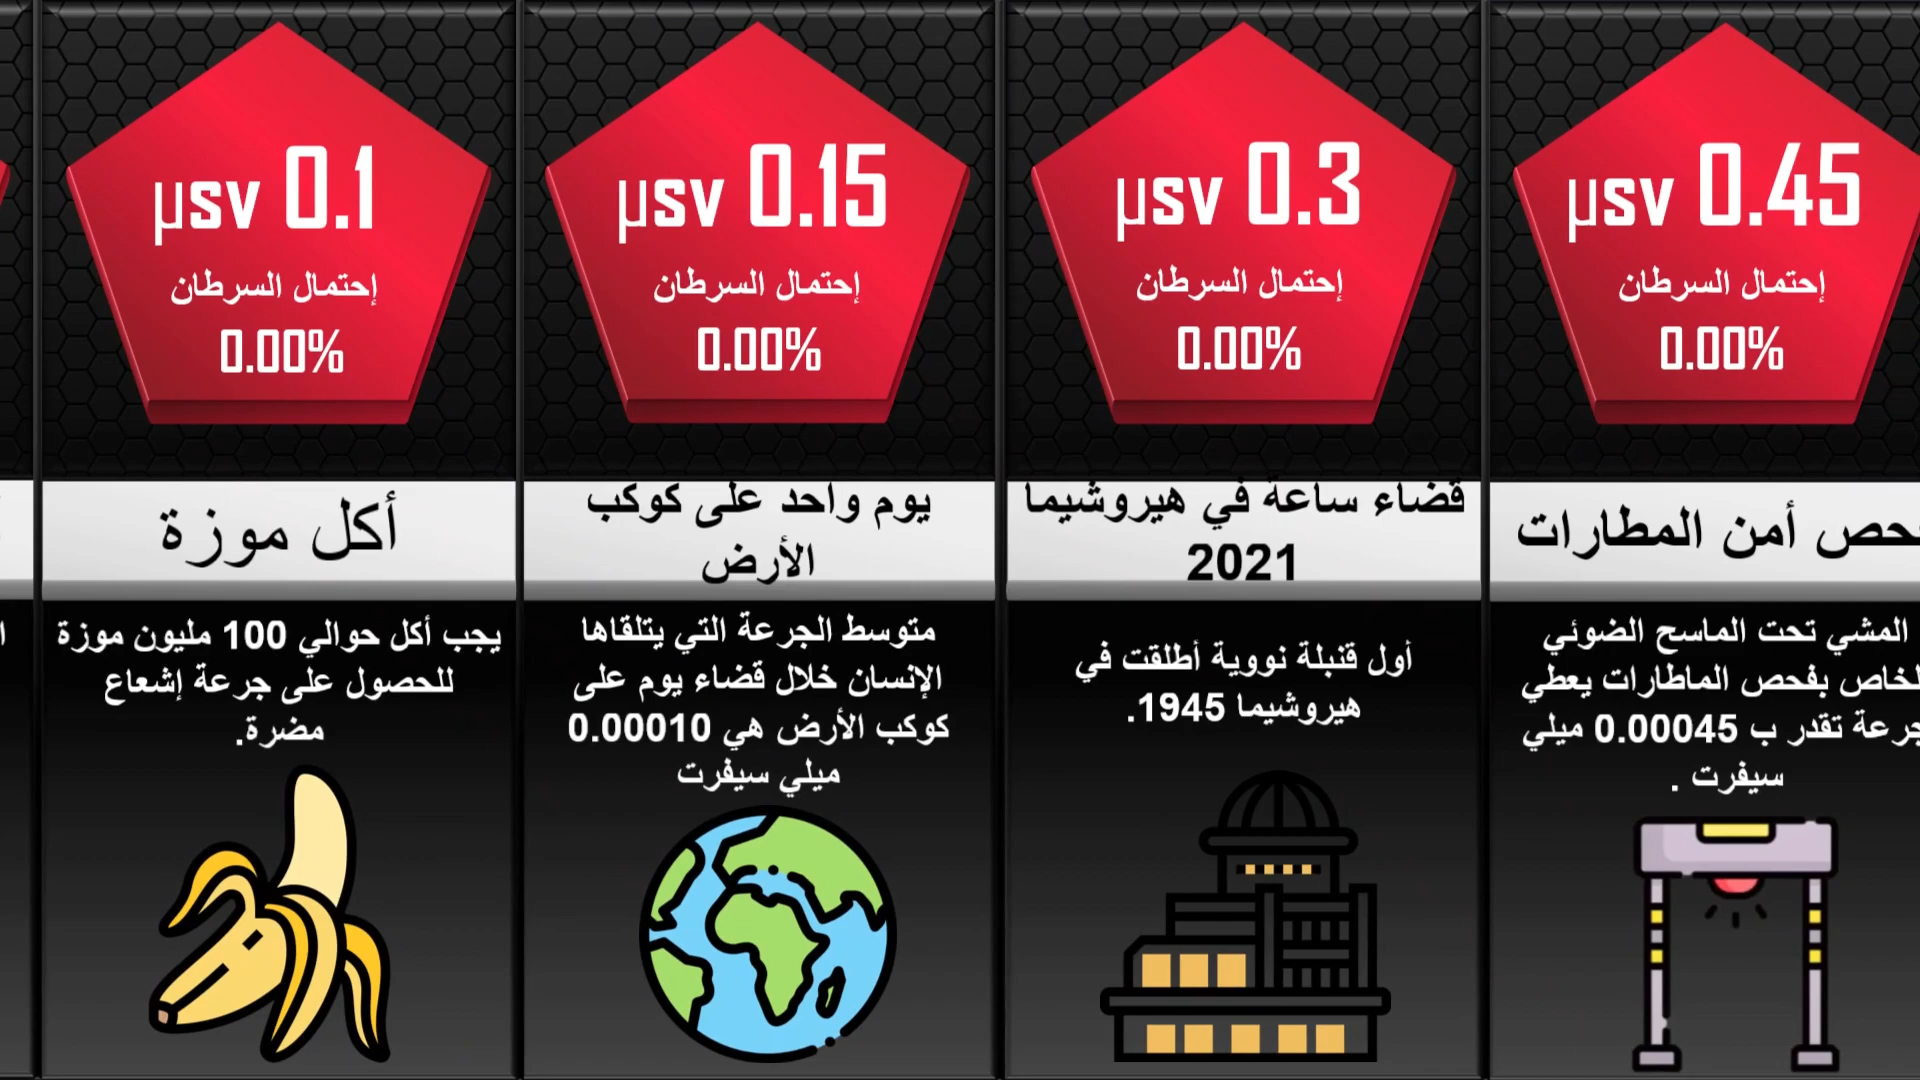 µsv 0.1
إحتمال السرطان
0.00%
أكل موزة
يجب أكل حوالي 100 مليون موزة
للحصول على جرعة إشعاع
مضرة.
µsv 0.15
إحتمال السرطان
0.00%
يوم واحد على كوكب
الأرض
متوسط الجرعة التي يتلقاها
الإنسان خلال قضاء يوم على
كوكب الأرض هي 0.00010
ميلي سيفرت
µsv 0.3
إحتمال السرطان
0.00%
قضاء ساعة في هيروشيما
2021
أول قنبلة نووية أطلقت في
هيروشيما 1945.
µsv 0.45
إحتمال السرطان
0.00%
حص أمن المطارات
المشي تحت الماسح الضوئي
لخاص بفحص الماطارات يعطي
جرعة تقدر ب 0.00045 ميلي
سيفرت .